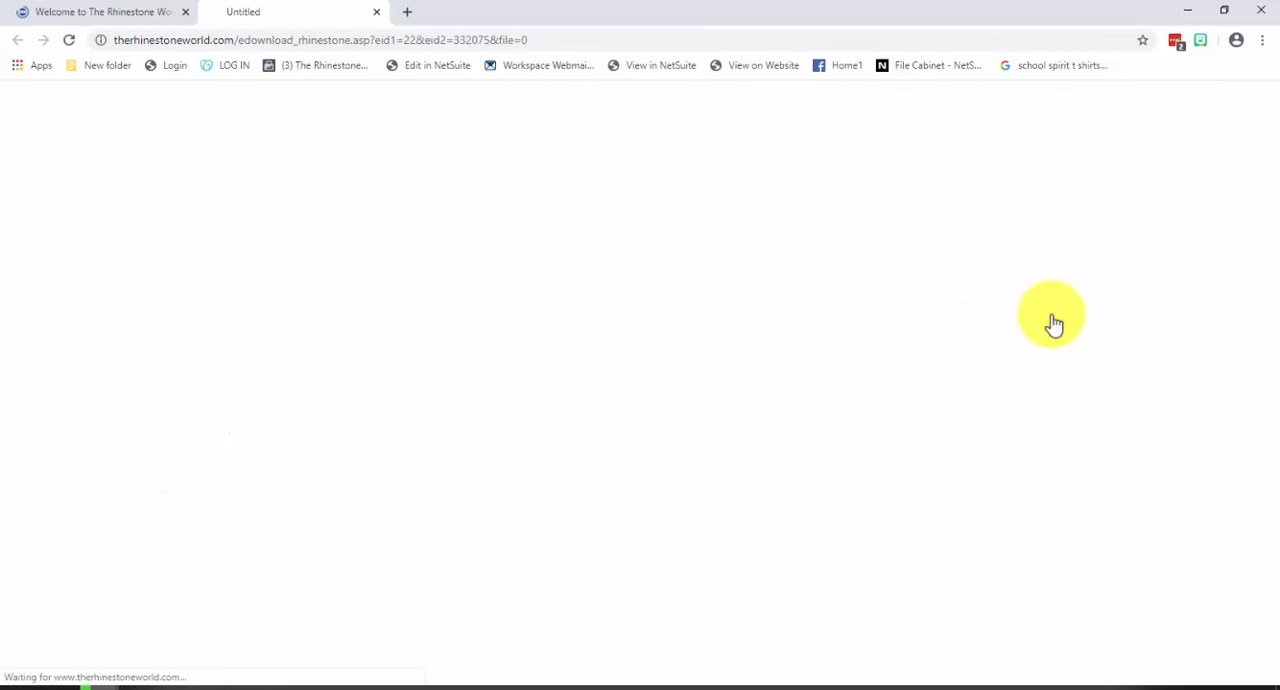 Welcome to The Rhinestone Wo
Untitled
therhinestoneworld.com/edownload_rhinestone.asp?eid1=22&eid2=332075&file=0
2
Apps
New folder
Login
LOG IN
(3) The Rhinestone...
Edit in NetSuite
Workspace Webmai...
View in NetSuite
View on Website
Home1
N File Cabinet - NetS...
school spirit t shirts...
Waiting for www.therhinestoneworld.com...